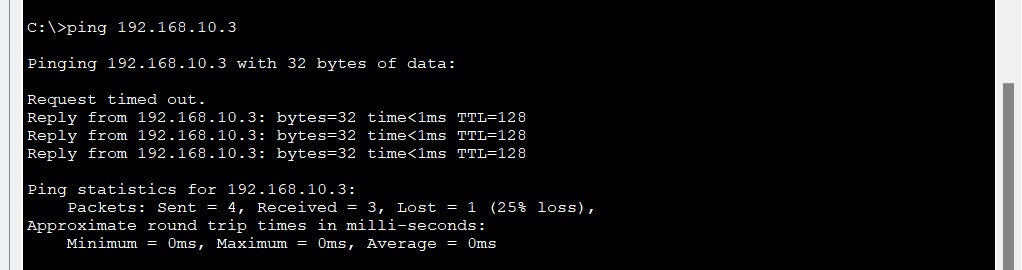 C:\>ping 192.168.10.3
Pinging 192.168.10.3 with 32 bytes of data:
Request timed out.
Reply from 192.168.10.3: bytes=32 time<1ms TTL=128
Reply from 192.168.10.3: bytes=32 time<1ms TTL=128
Reply from 192.168.10.3: bytes=32 time<1ms TTL=128
Ping statistics for 192.168.10.3:
    Packets: Sent = 4, Received = 3, Lost = 1 (25% loss),
Approximate round trip times in milli-seconds:
    Minimum = 0ms, Maximum = 0ms, Average = 0ms